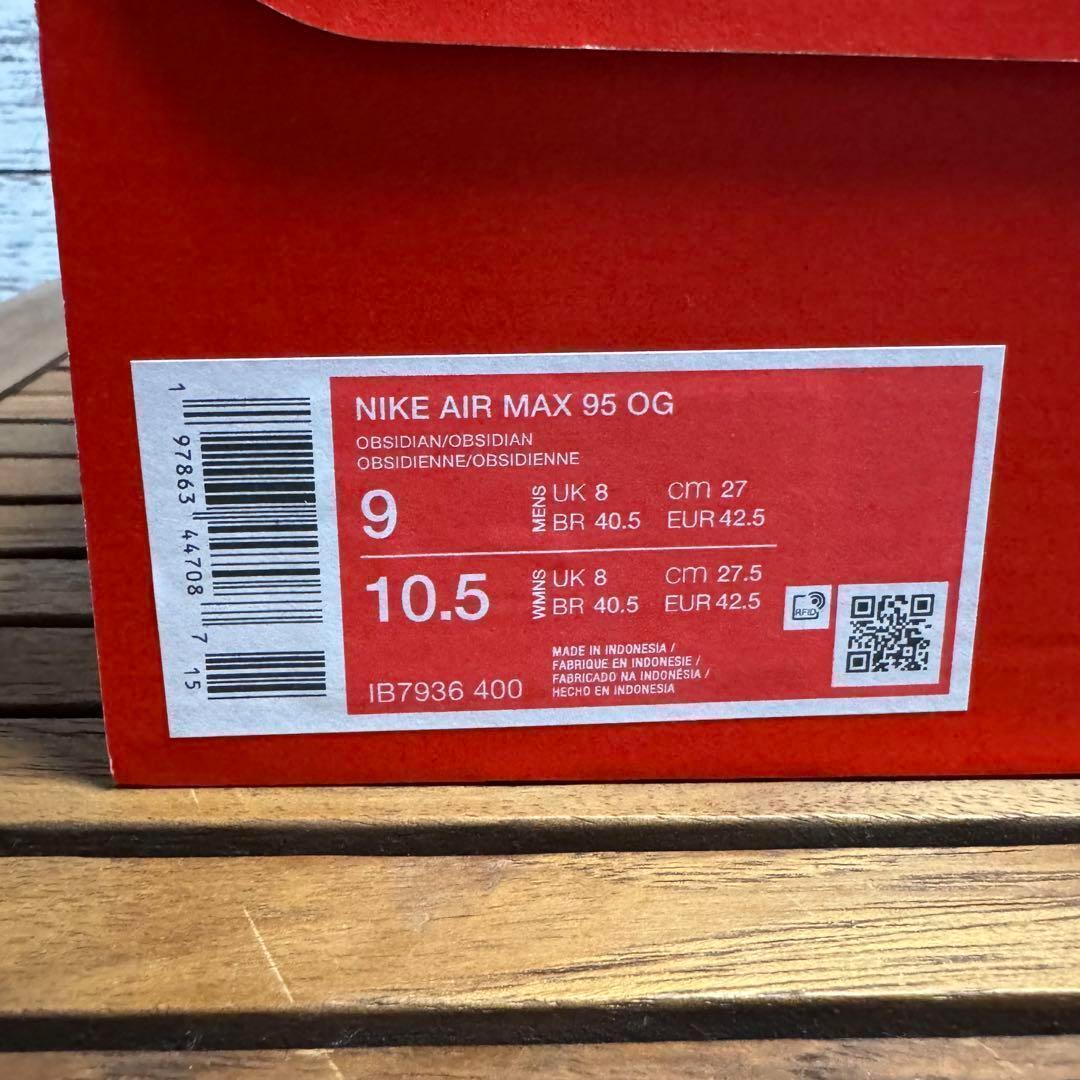 NIKE AIR MAX 95 OG
OBSIDIAN/OBSIDIAN
OBSIDIENNE/OBSIDIENNE
9
MENS
UK 8 cm 27
BR 40.5 EUR 42.5
10.5
WMNS
UK 8 cm 27.5
BR 40.5 EUR 42.5
IB7936 400
MADE IN INDONESIA /
FABRIQUE EN INDONESIE /
FABRICADO NA INDONÉSIA /
HECHO EN INDONESIA
RFID
1 97863 44708 7 15